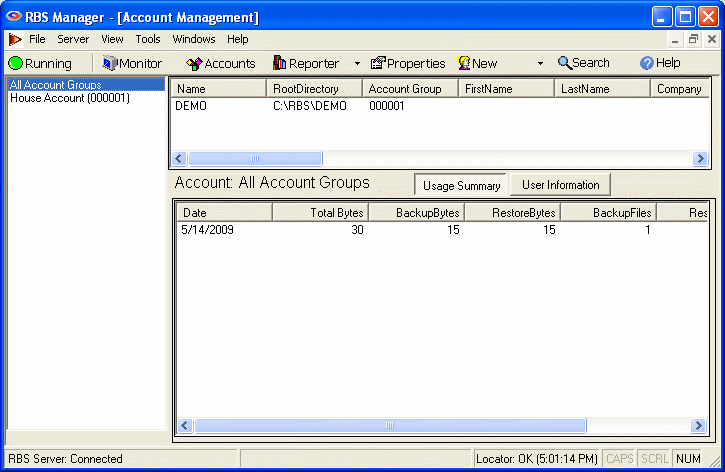 RBS Manager - [Account Management]
File Server View Tools Windows Help
Running Monitor Accounts Reporter Properties New Search Help
All Account Groups
House Account (000001)
Name RootDirectory Account Group FirstName LastName Company
DEMO C:\RBS\DEMO 000001
Account: All Account Groups Usage Summary User Information
Date Total Bytes BackupBytes RestoreBytes BackupFiles Res
5/14/2009 30 15 15 1
RBS Server: Connected Locator: OK (5:01:14 PM) CAPS SCRL NUM